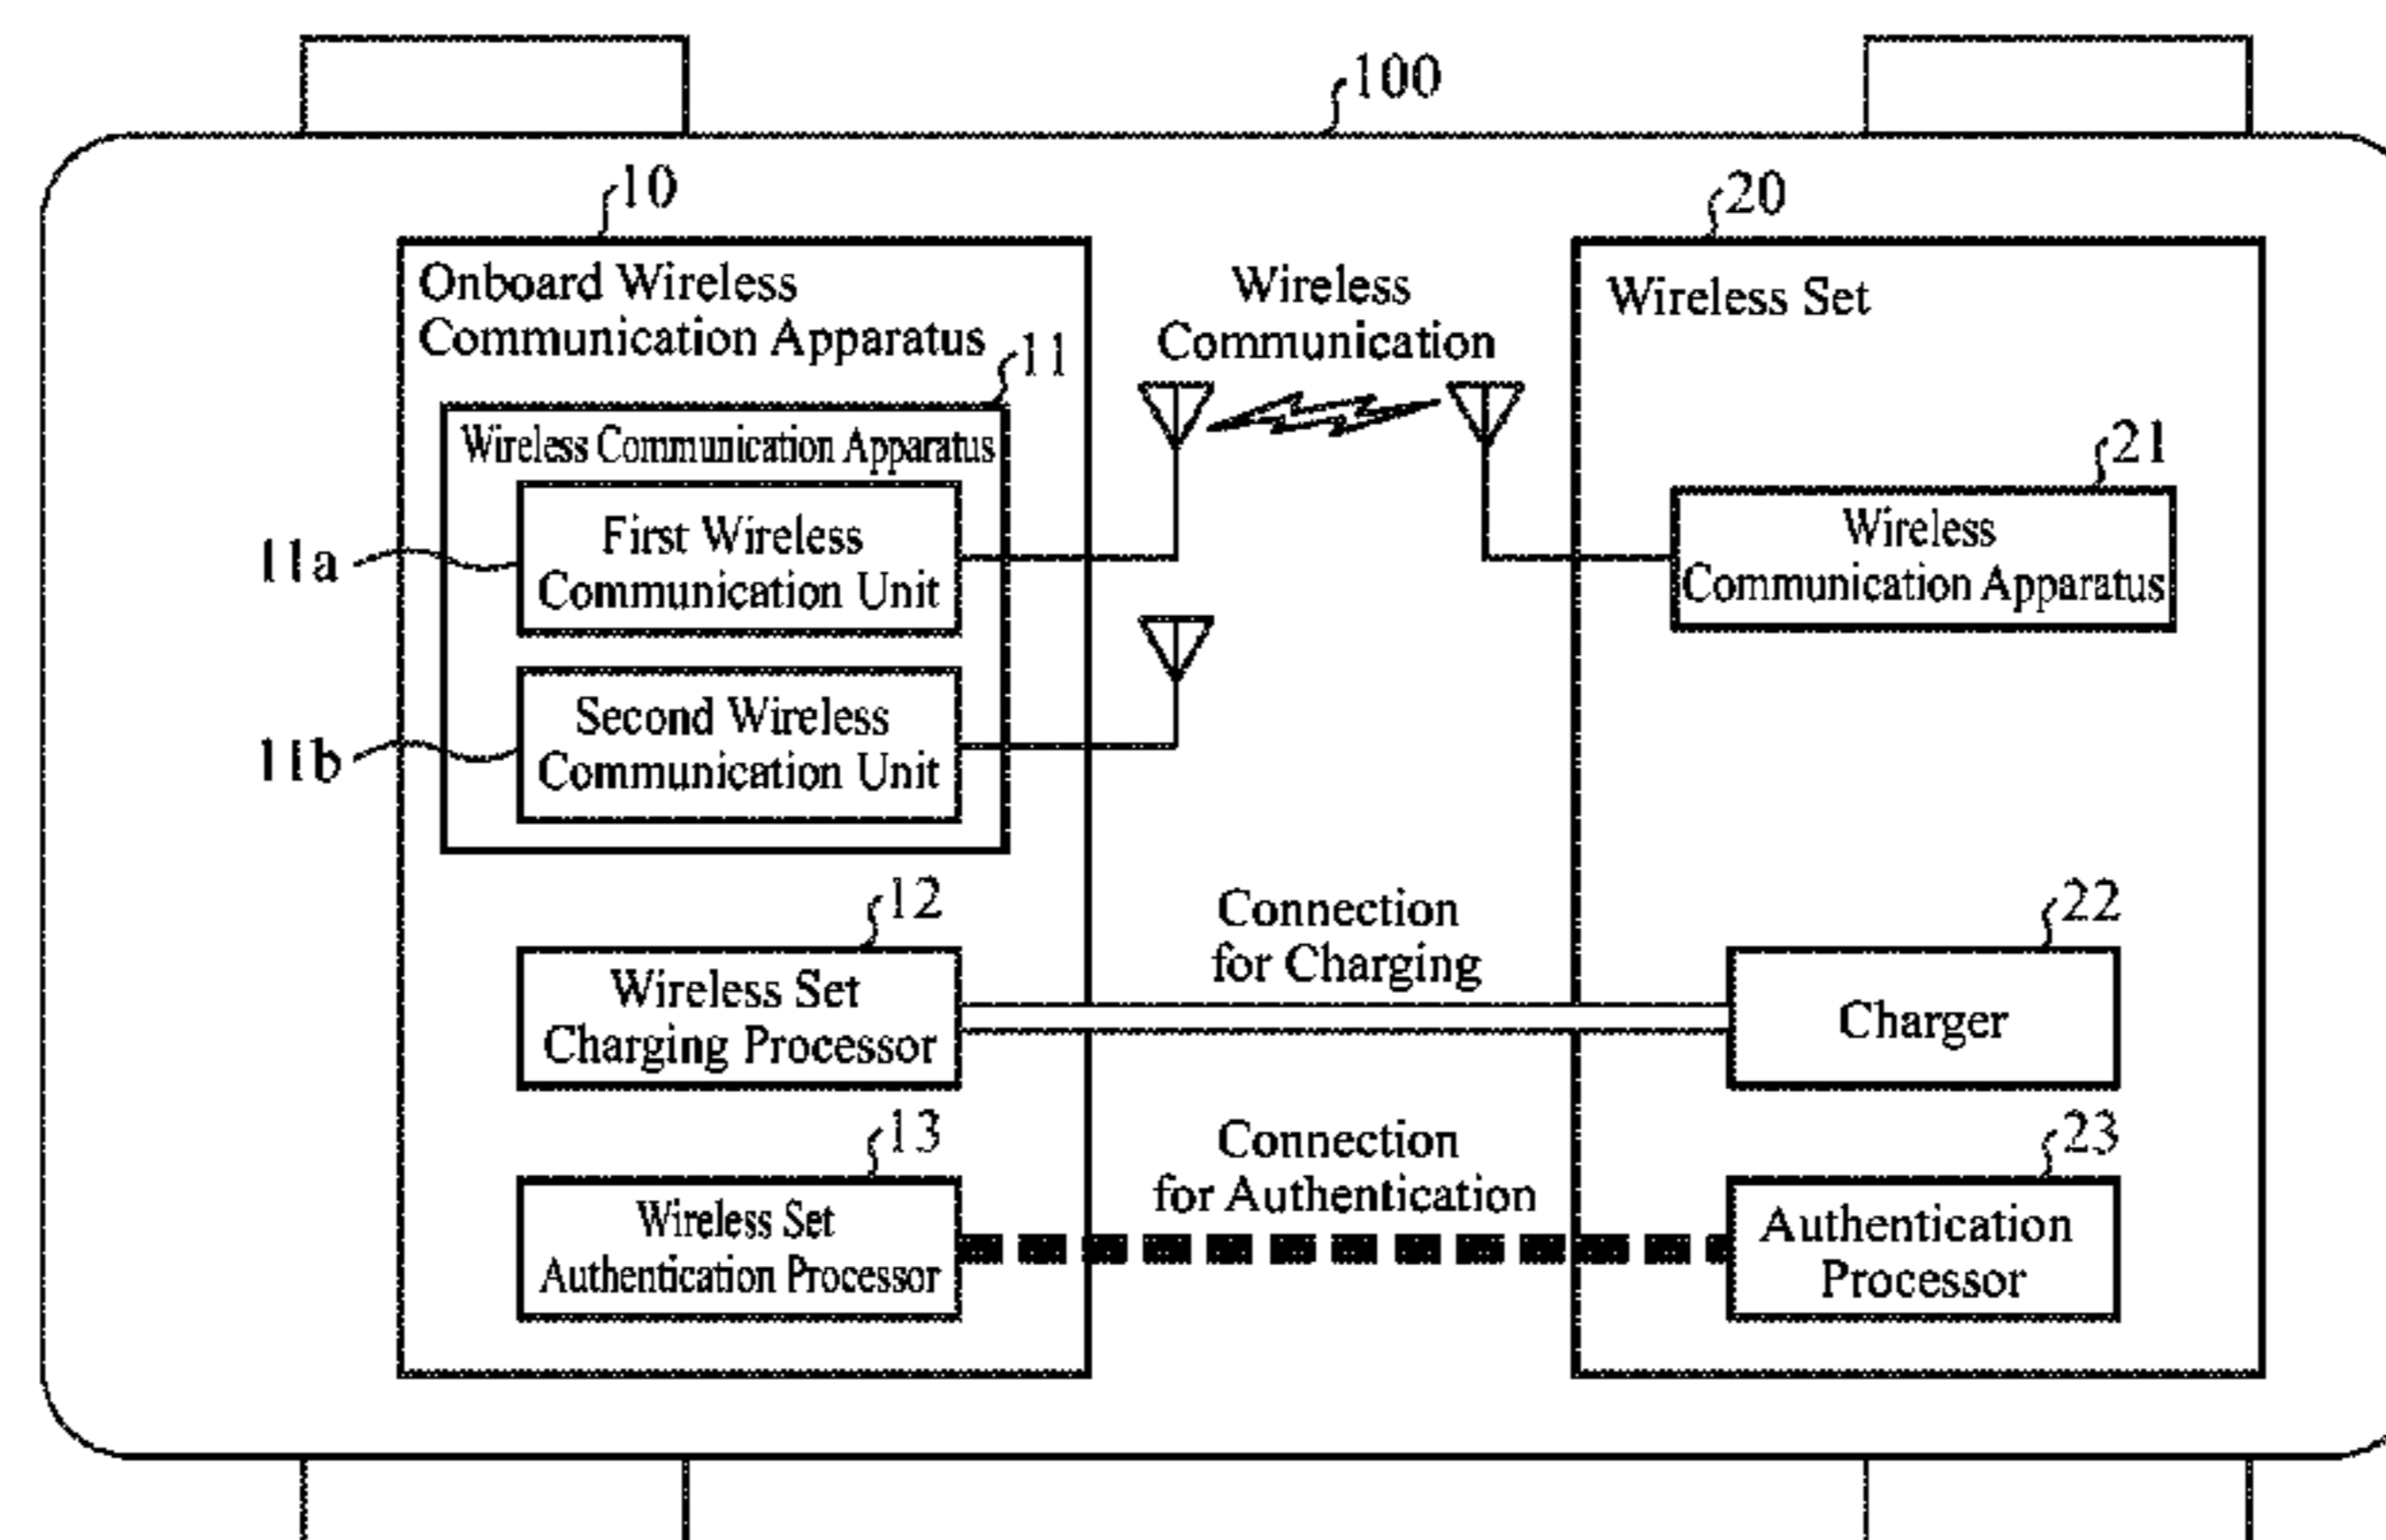 100
10
20
Onboard Wireless
Communication Apparatus
Wireless
Communication
Wireless Set
11
Wireless Communication Apparatus
21
11a
First Wireless
Communication Unit
Wireless
Communication Apparatus
11b
Second Wireless
Communication Unit
12
Connection
for Charging
22
Wireless Set
Charging Processor
Charger
13
Connection
for Authentication
23
Wireless Set
Authentication Processor
Authentication
Processor